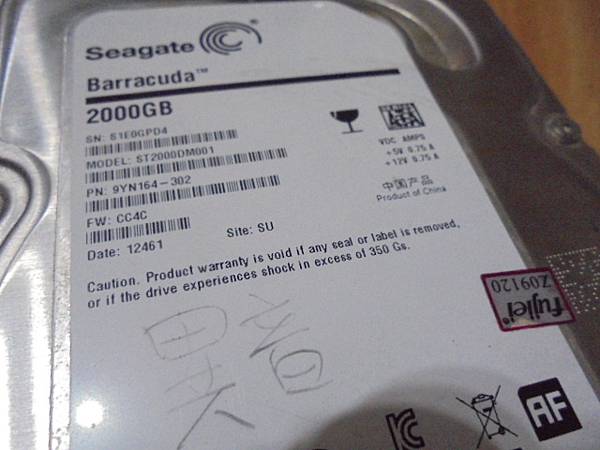 Seagate
Barracuda™
2000GB
SN: S1E0GPD4
MODEL: ST2000DM001
PN: 9YN164-302
FW: CC4C
Date: 12461
Site: SU
VDC AMPS
+5V 0.75 A
+12V 0.75 A
中国产品
Product of China
Caution. Product warranty is void if any seal or label is removed,
or if the drive experiences shock in excess of 350 Gs.
fujlei
Z09120
AF